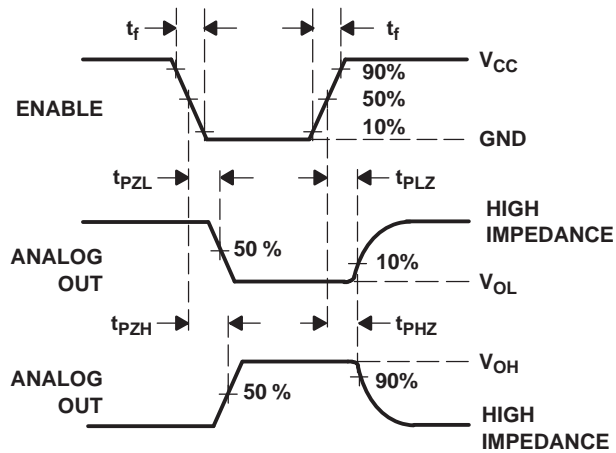 tf tf
VCC
90%
50%
10%
ENABLE
GND
tPZL tPLZ
HIGH
IMPEDANCE
ANALOG
OUT
50 %
10%
VOL
tPZH tPHZ
VOH
ANALOG
OUT
50 %
90%
HIGH
IMPEDANCE